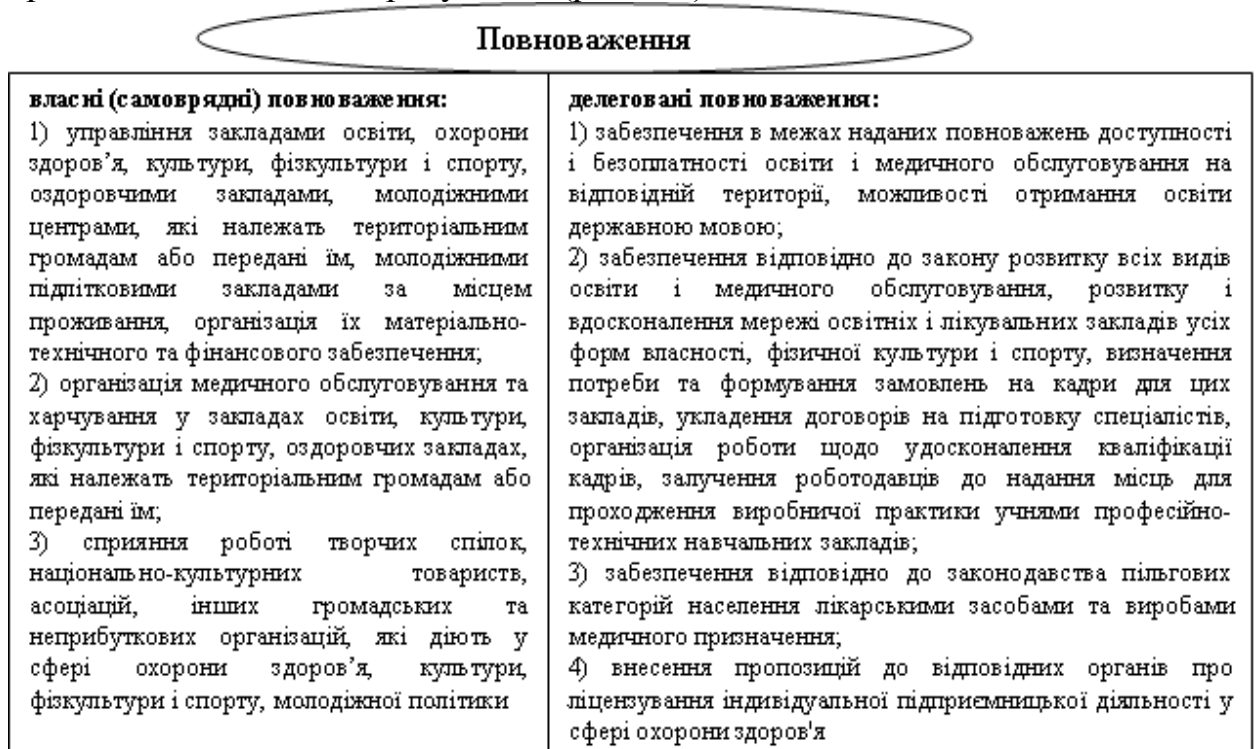 Повноваження
власні (самоврядні) повноваження:
1) управління закладами освіти, охорони
здоров’я, культури, фізкультури і спорту,
оздоровчими закладами, молодіжними
центрами, які належать територіальним
громадам або передані їм, молодіжними
підлітковими закладами за місцем
проживання, організація їх матеріально-
технічного та фінансового забезпечення;
2) організація медичного обслуговування та
харчування у закладах освіти, культури,
фізкультури і спорту, оздоровчих закладах,
які належать територіальним громадам або
передані їм;
3) сприяння роботі творчих спілок,
національно-культурних товариств,
асоціацій, інших громадських та
неприбуткових організацій, які діють у
сфері охорони здоров’я, культури,
фізкультури і спорту, молодіжної політики
делеговані повноваження:
1) забезпечення в межах наданих повноважень доступності
і безоплатності освіти і медичного обслуговування на
відповідній території, можливості отримання освіти
державною мовою;
2) забезпечення відповідно до закону розвитку всіх видів
освіти і медичного обслуговування, розвитку і
вдосконалення мережі освітніх і лікувальних закладів усіх
форм власності, фізичної культури і спорту, визначення
потреби та формування замовлень на кадри для цих
закладів, укладення договорів на підготовку спеціалістів,
організація роботи щодо удосконалення кваліфікації
кадрів, залучення роботодавців до надання місць для
проходження виробничої практики учнями професійно-
технічних навчальних закладів;
3) забезпечення відповідно до законодавства пільгових
категорій населення лікарськими засобами та виробами
медичного призначення;
4) внесення пропозицій до відповідних органів про
ліцензування індивідуальної підприємницької діяльності у
сфері охорони здоров'я